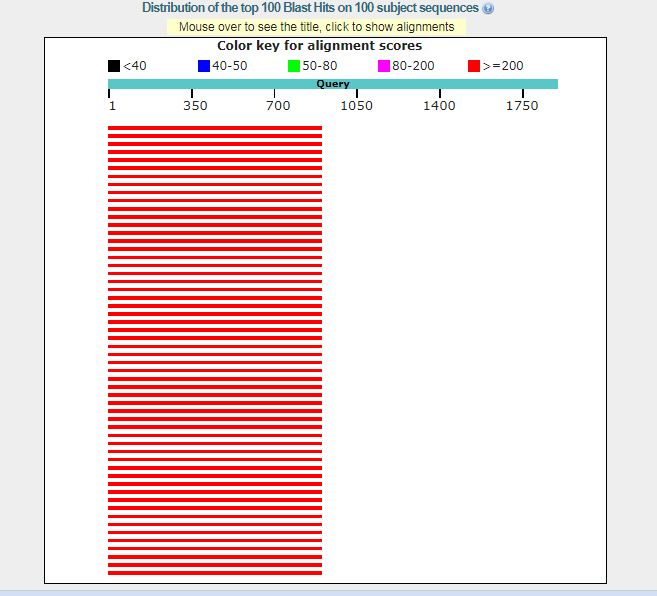 Distribution of the top 100 Blast Hits on 100 subject sequences ?
Mouse over to see the title, click to show alignments
Color key for alignment scores
<40 40-50 50-80 80-200 >=200
Query
1 350 700 1050 1400 1750